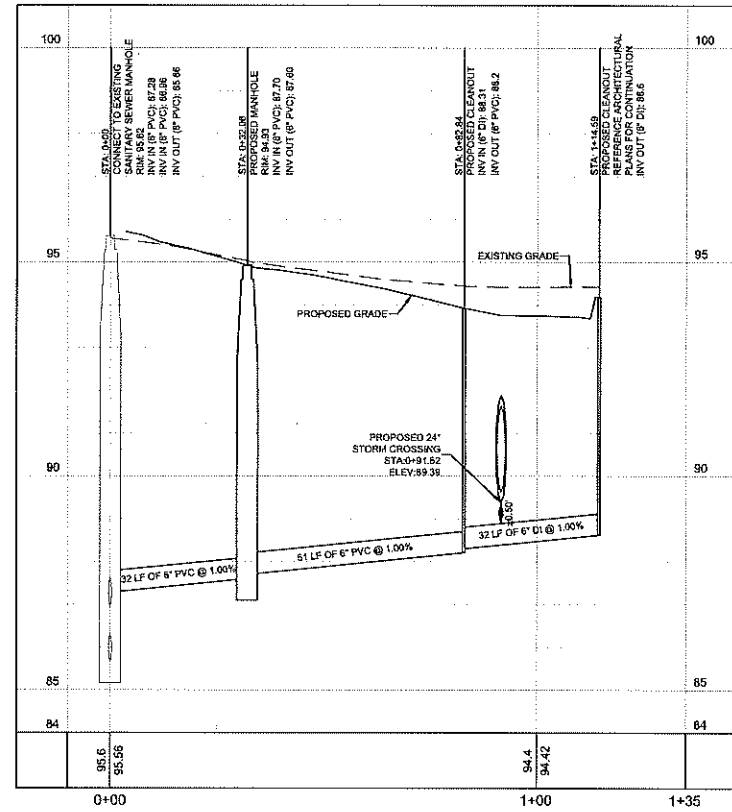 100
100
STA: 0+00
CONNECT TO EXISTING
SANITARY SEWER MANHOLE
RIM: 95.62
INV IN (6" PVC): 87.28
INV IN PVC):
INV OUT PVC):
STA: 0+32.06
PROPOSED MANHOLE
RIM: 94.93
INV IN (6" PVC): 87.70
INV OUT (6" PVC): 87.60
STA: 0+82.84
PROPOSED CLEANOUT
INV IN (6" DI): 88.31
INV OUT (6" PVC): 88.2
STA: 1+14.59
PROPOSED CLEANOUT
REFERENCE ARCHITECTURAL
PLANS FOR CONTINUATION
INV OUT (6" DI): 88.6
95
95
EXISTING GRADE
PROPOSED GRADE
PROPOSED 24"
STORM CROSSING
STA:0+91.52
ELEV:89.39
90
90
±0.50'
32 LF OF 6" PVC @ 1.00%
51 LF OF 6" PVC @ 1.00%
32 LF OF 6" DI @ 1.00%
85
85
84
84
95.6
95.56
94.4
94.42
0+00
1+00
1+35